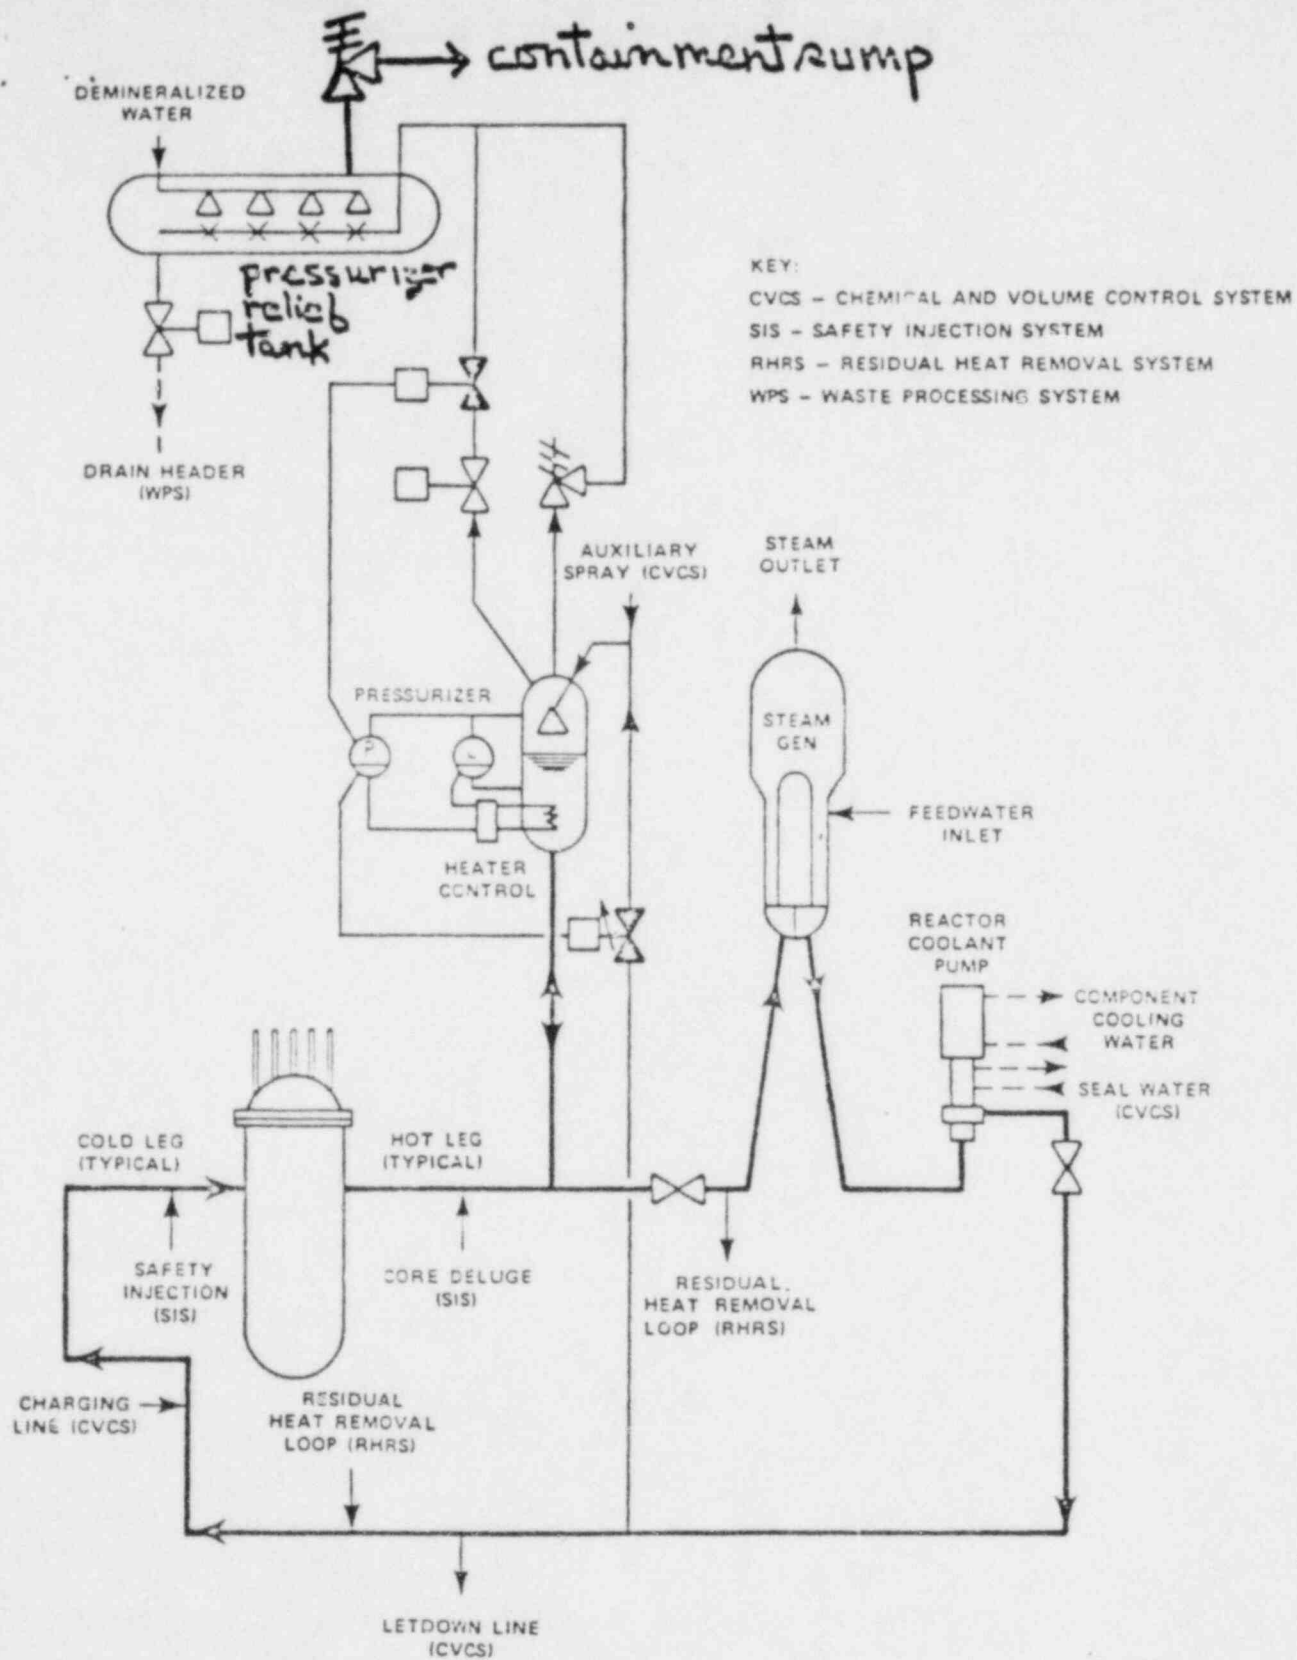 containment sump
DEMINERALIZED
WATER
pressurizer
relief
tank
KEY:
CVCS – CHEMICAL AND VOLUME CONTROL SYSTEM
SIS – SAFETY INJECTION SYSTEM
RHRS – RESIDUAL HEAT REMOVAL SYSTEM
WPS – WASTE PROCESSING SYSTEM
DRAIN HEADER
(WPS)
AUXILIARY
SPRAY (CVCS)
STEAM
OUTLET
PRESSURIZER
P
L
STEAM
GEN
FEEDWATER
INLET
HEATER
CONTROL
REACTOR
COOLANT
PUMP
COMPONENT
COOLING
WATER
SEAL WATER
(CVCS)
COLD LEG
(TYPICAL)
HOT LEG
(TYPICAL)
SAFETY
INJECTION
(SIS)
CORE DELUGE
(SIS)
RESIDUAL
HEAT REMOVAL
LOOP (RHRS)
CHARGING
LINE (CVCS)
RESIDUAL
HEAT REMOVAL
LOOP (RHRS)
LETDOWN LINE
(CVCS)